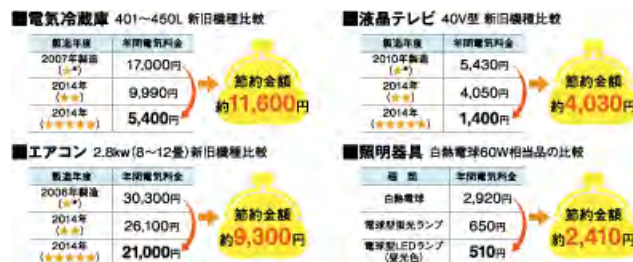 ■電気冷蔵庫 401～450L 新旧機種比較
製造年度 年間電気料金
2007年製造 17,000円
(★*)
2014年 9,990円
(★★)
2014年 5,400円
(★★★★★)
節約金額
約11,600円
■液晶テレビ 40V型 新旧機種比較
製造年度 年間電気料金
2010年製造 5,430円
(★*)
2014年 4,050円
(★★)
2014年 1,400円
(★★★★★)
節約金額
約4,030円
■エアコン 2.8kw(8～12畳)新旧機種比較
製造年度 年間電気料金
2006年製造 30,300円
(★*)
2014年 26,100円
(★★)
2014年 21,000円
(★★★★★)
節約金額
約9,300円
■照明器具 白熱電球60W相当品の比較
種 類 年間電気料金
白熱電球 2,920円
電球型蛍光ランプ 650円
電球型LEDランプ 510円
(昼光色)
節約金額
約2,410円